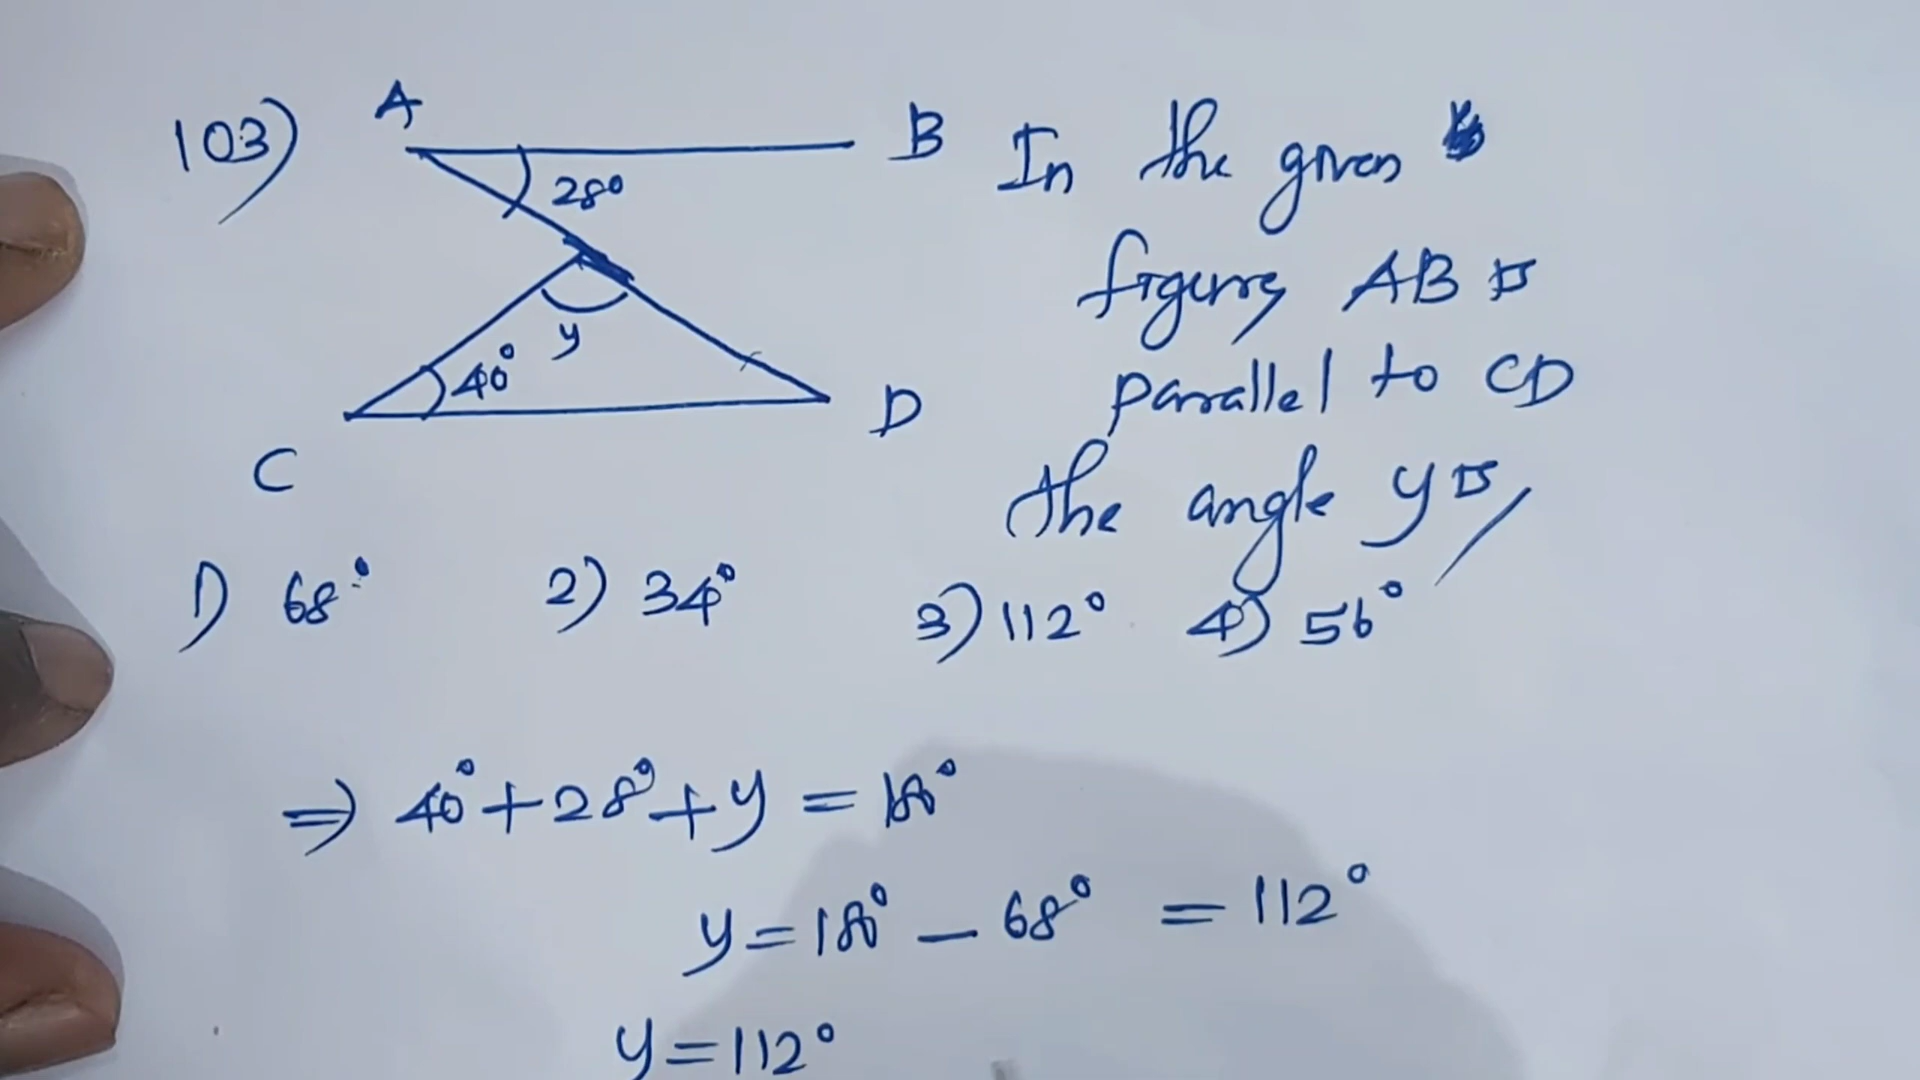 103)
A
B
28°
y
40°
C
D
In the given
figure, AB is
parallel to CD
the angle y is
1) 68° 2) 34° 3) 112° 4) 56°
⇒ 40° + 28° + y = 180°
y = 180° - 68° = 112°
y = 112°